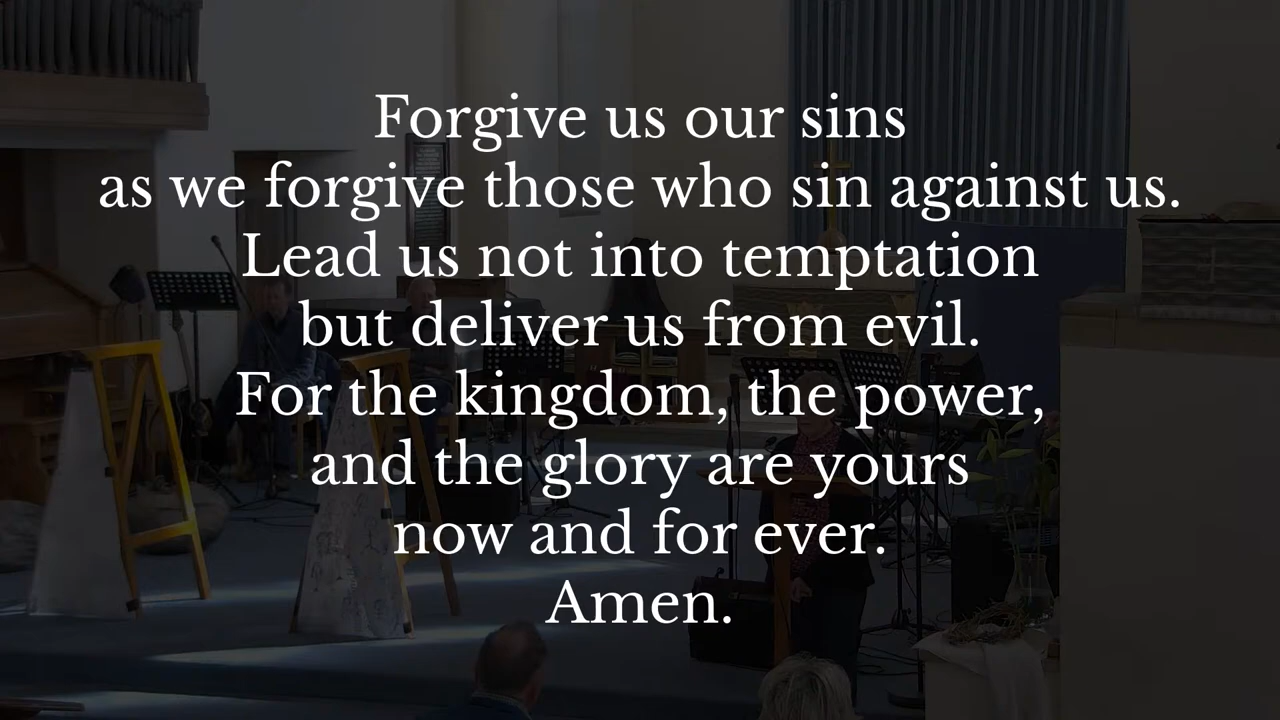 Forgive us our sins
as we forgive those who sin against us.
Lead us not into temptation
but deliver us from evil.
For the kingdom, the power,
and the glory are yours
now and for ever.
Amen.